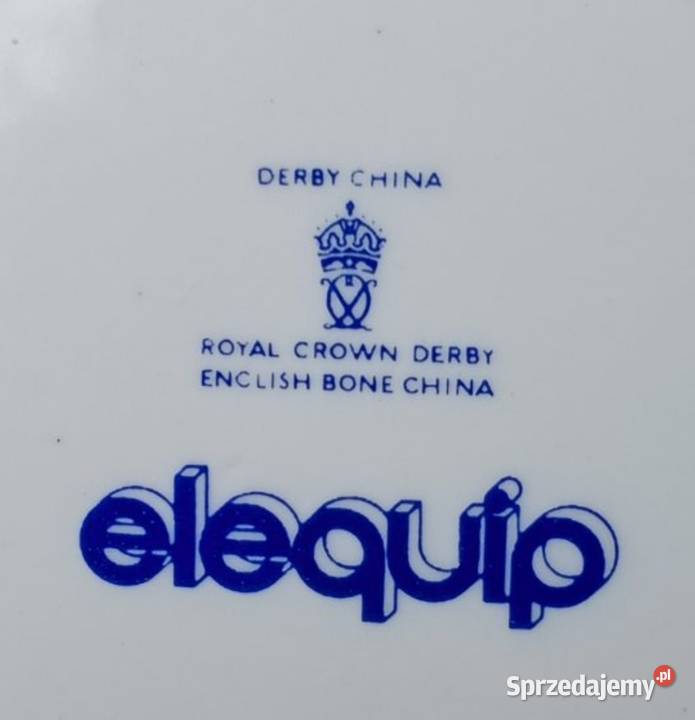 DERBY CHINA
ROYAL CROWN DERBY
ENGLISH BONE CHINA
elequip
Sprzedajemy.pl